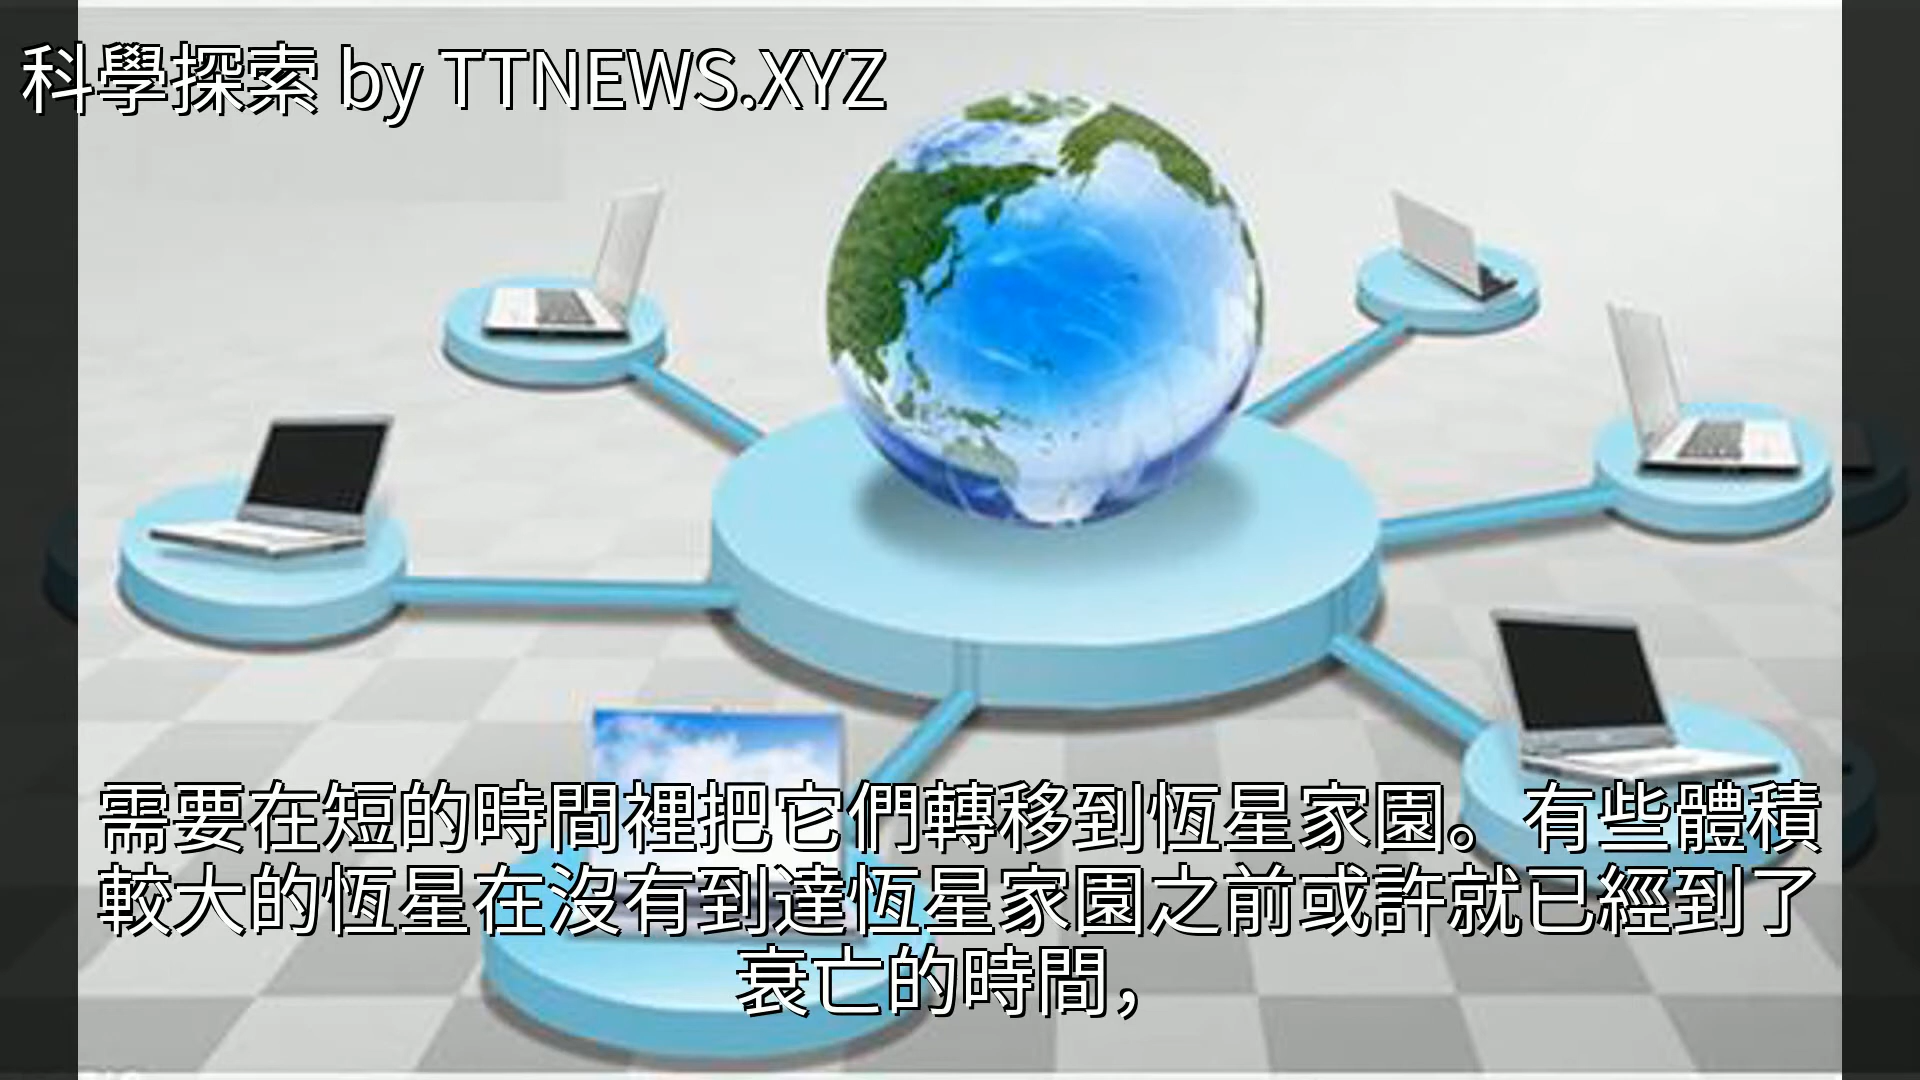 科學探索 by TTNEWS.XYZ
需要在短的時間裡把它們轉移到恆星家園。有些體積
較大的恆星在沒有到達恆星家園之前或許就已經到了
衰亡的時間，